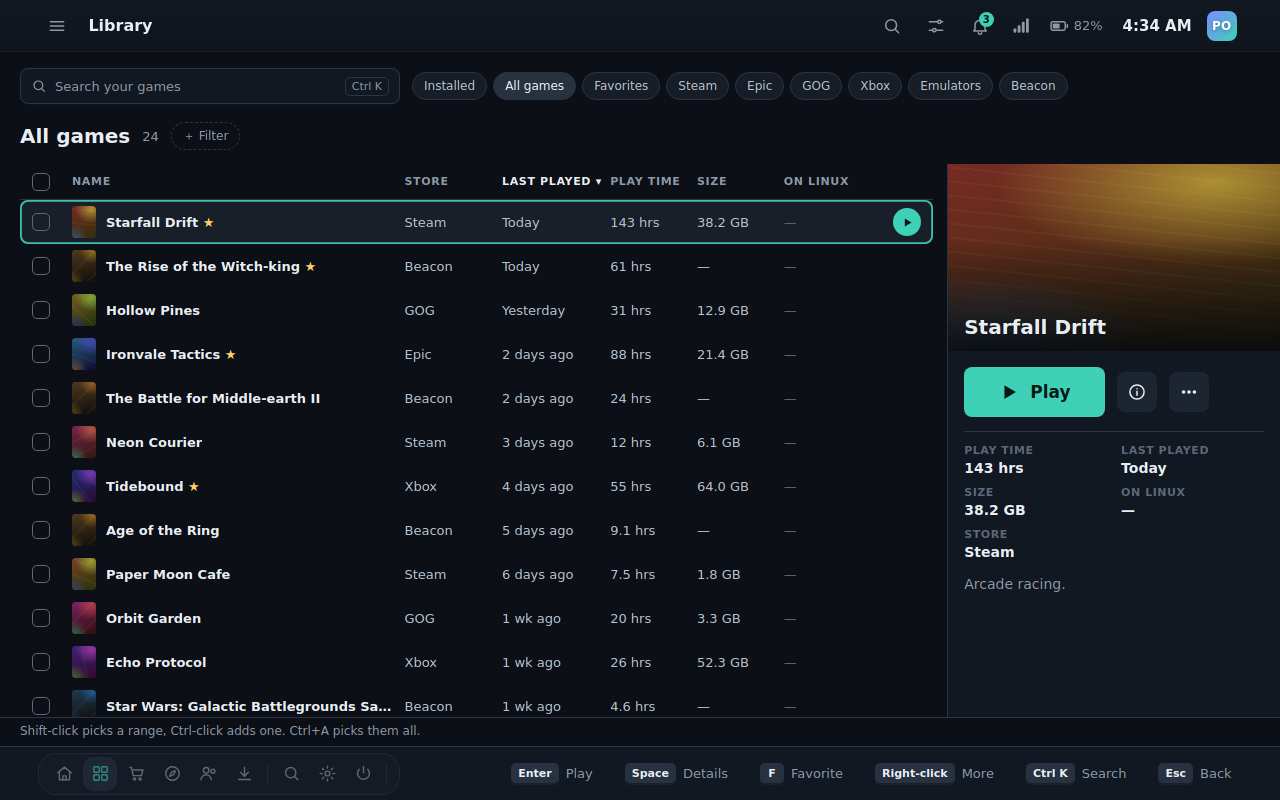 Library
3
82%
4:34 AM
PO
Search your games
Ctrl K
Installed
All games
Favorites
Steam
Epic
GOG
Xbox
Emulators
Beacon
All games 24 + Filter
NAME STORE LAST PLAYED ▾ PLAY TIME SIZE ON LINUX
Starfall Drift ★ Steam Today 143 hrs 38.2 GB —
The Rise of the Witch-king ★ Beacon Today 61 hrs — —
Hollow Pines GOG Yesterday 31 hrs 12.9 GB —
Ironvale Tactics ★ Epic 2 days ago 88 hrs 21.4 GB —
The Battle for Middle-earth II Beacon 2 days ago 24 hrs — —
Neon Courier Steam 3 days ago 12 hrs 6.1 GB —
Tidebound ★ Xbox 4 days ago 55 hrs 64.0 GB —
Age of the Ring Beacon 5 days ago 9.1 hrs — —
Paper Moon Cafe Steam 6 days ago 7.5 hrs 1.8 GB —
Orbit Garden GOG 1 wk ago 20 hrs 3.3 GB —
Echo Protocol Xbox 1 wk ago 26 hrs 52.3 GB —
Star Wars: Galactic Battlegrounds Sa… Beacon 1 wk ago 4.6 hrs — —
Starfall Drift
Play
PLAY TIME LAST PLAYED
143 hrs Today
SIZE ON LINUX
38.2 GB —
STORE
Steam
Arcade racing.
Shift-click picks a range, Ctrl-click adds one. Ctrl+A picks them all.
Enter Play Space Details F Favorite Right-click More Ctrl K Search Esc Back